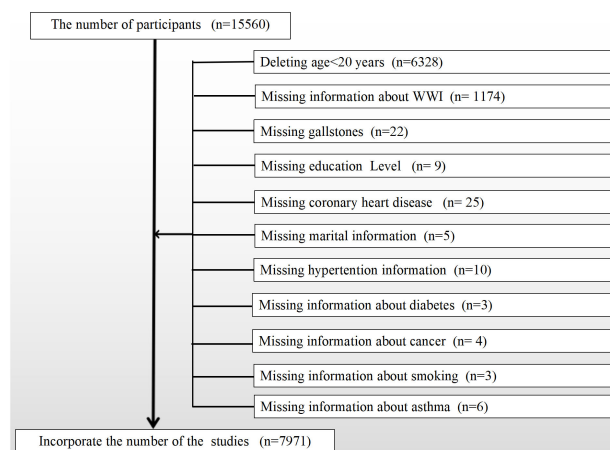 The number of participants (n=15560)
Deleting age<20 years (n=6328)
Missing information about WWI (n= 1174)
Missing gallstones (n=22)
Missing education Level (n= 9)
Missing coronary heart disease (n= 25)
Missing marital information (n=5)
Missing hypertention information (n=10)
Missing information about diabetes (n=3)
Missing information about cancer (n= 4)
Missing information about smoking (n=3)
Missing information about asthma (n=6)
Incorporate the number of the studies (n=7971)